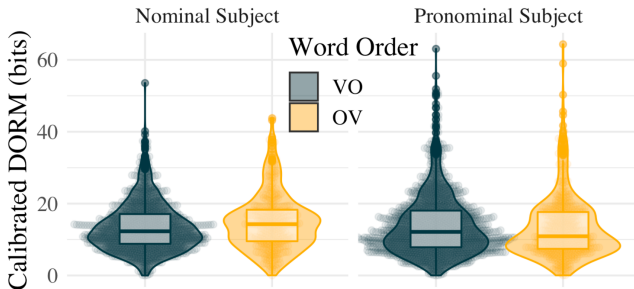 Nominal Subject
Pronominal Subject
Calibrated DORM (bits)
60
40
20
0
Word Order
VO
OV